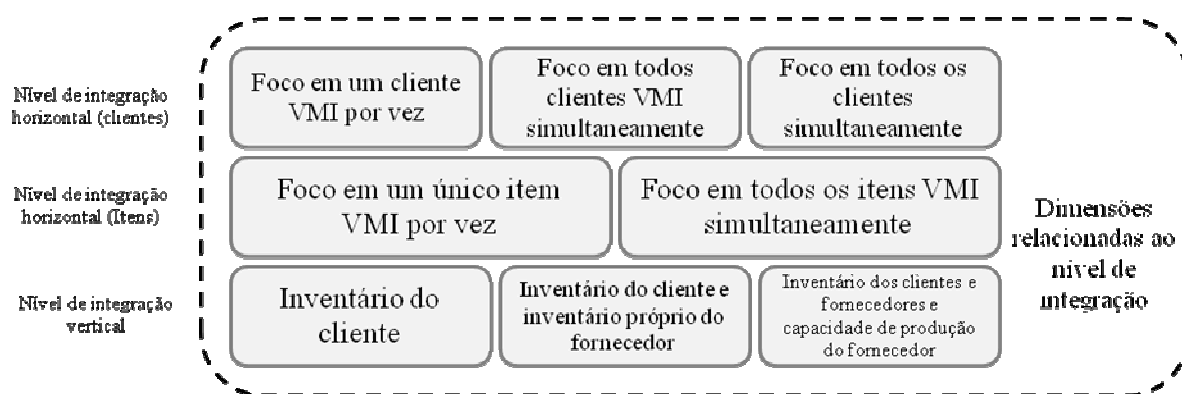 Nível de integração
horizontal (clientes)
Foco em um cliente
VMI por vez
Foco em todos
clientes VMI
simultaneamente
Foco em todos os
clientes
simultaneamente
Nível de integração
horizontal (Itens)
Foco em um único item
VMI por vez
Foco em todos os itens VMI
simultaneamente
Nível de integração
vertical
Inventário do
cliente
Inventário do cliente e
inventário próprio do
fornecedor
Inventário dos clientes e
fornecedores e
capacidade de produção
do fornecedor
Dimensões
relacionadas ao
nível de
integração